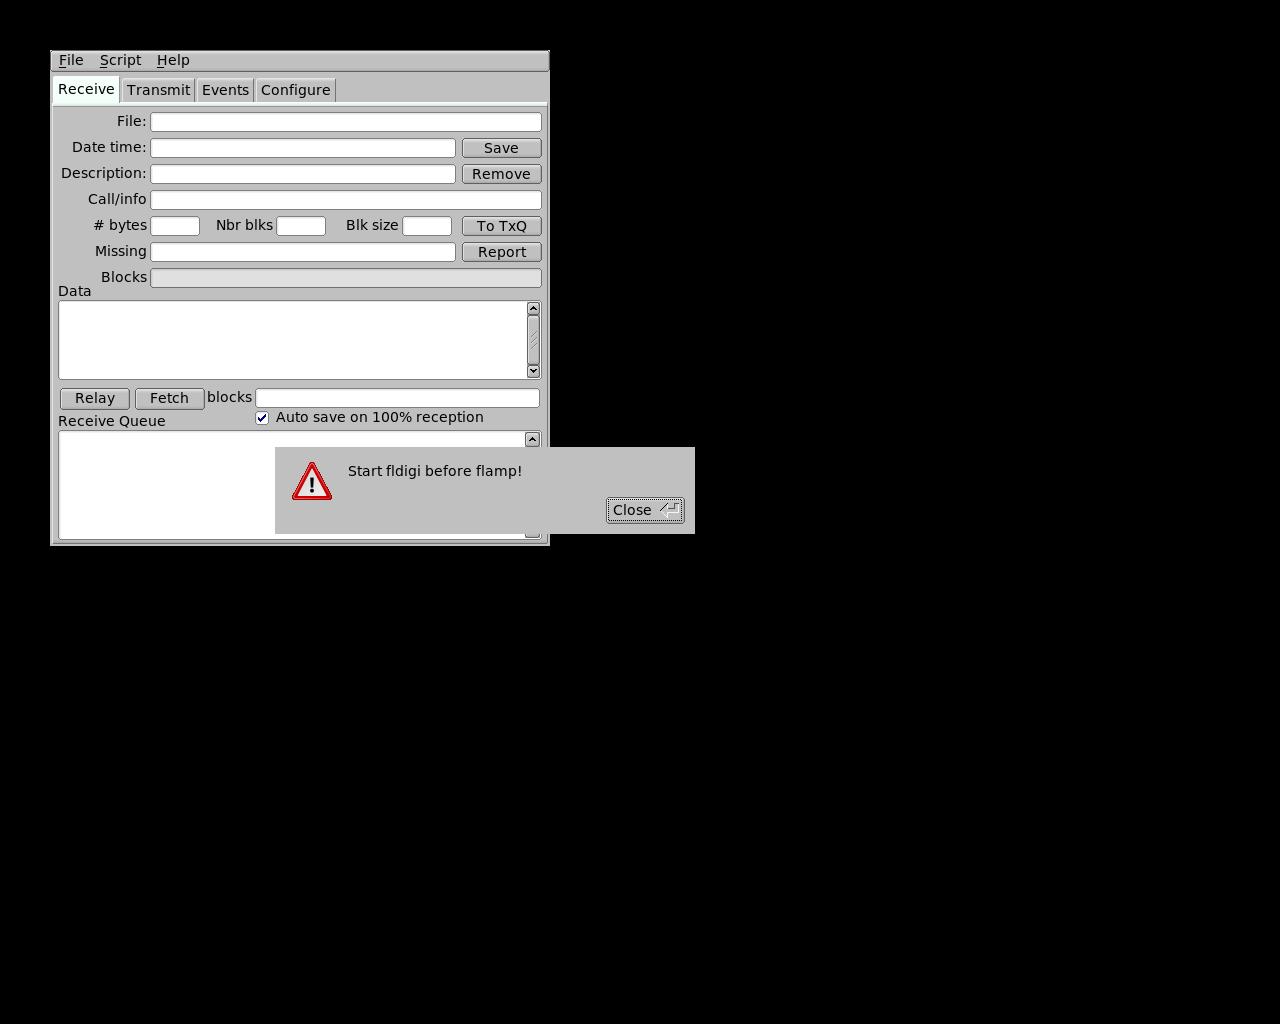 File Script Help
Receive Transmit Events Configure
File:
Date time: Save
Description: Remove
Call/info
# bytes Nbr blks Blk size To TxQ
Missing Report
Blocks
Data
Relay Fetch blocks
Auto save on 100% reception
Receive Queue
Start fldigi before flamp!
Close